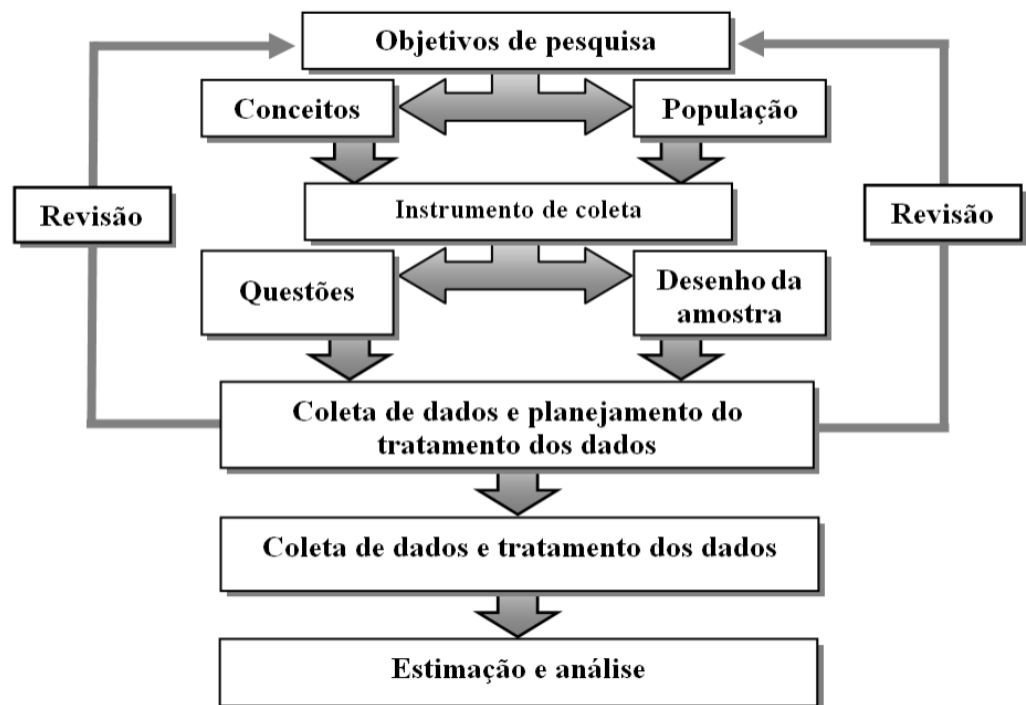 Objetivos de pesquisa
Conceitos
População
Revisão
Instrumento de coleta
Revisão
Questões
Desenho da
amostra
Coleta de dados e planejamento do
tratamento dos dados
Coleta de dados e tratamento dos dados
Estimação e análise